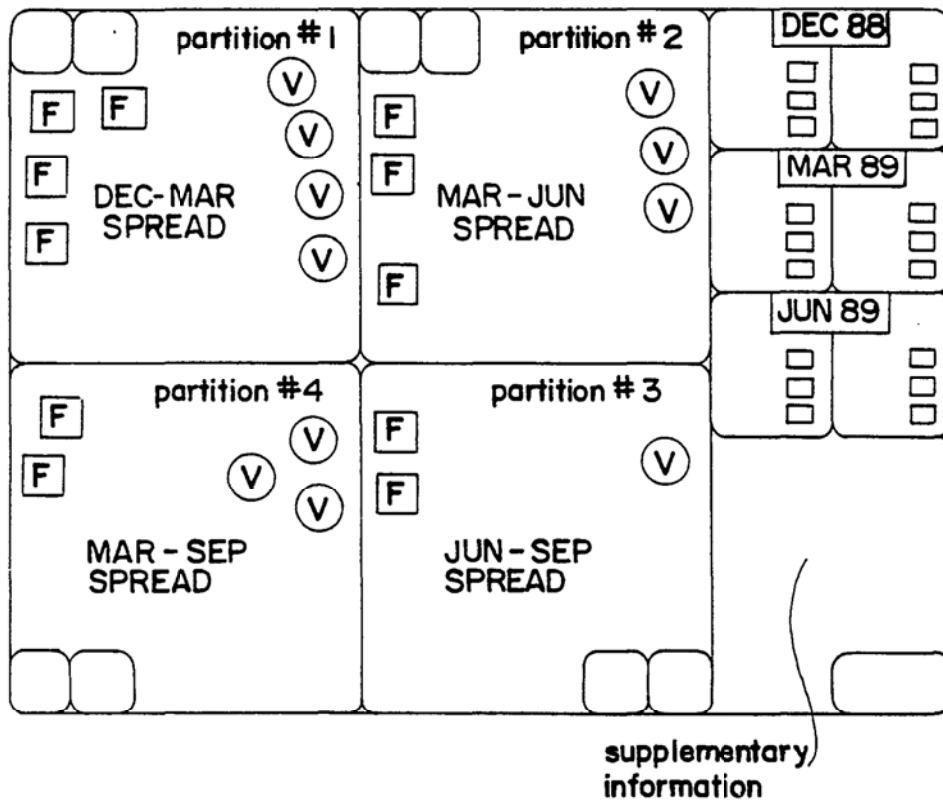 partition #1
F F V
V
F V
DEC-MAR
SPREAD
F V
partition #2
V
F
V
F
MAR-JUN
SPREAD
V
F
DEC 88
MAR 89
JUN 89
partition #4
F V
F V
V
MAR-SEP
SPREAD
partition #3
F
V
F
JUN-SEP
SPREAD
supplementary
information